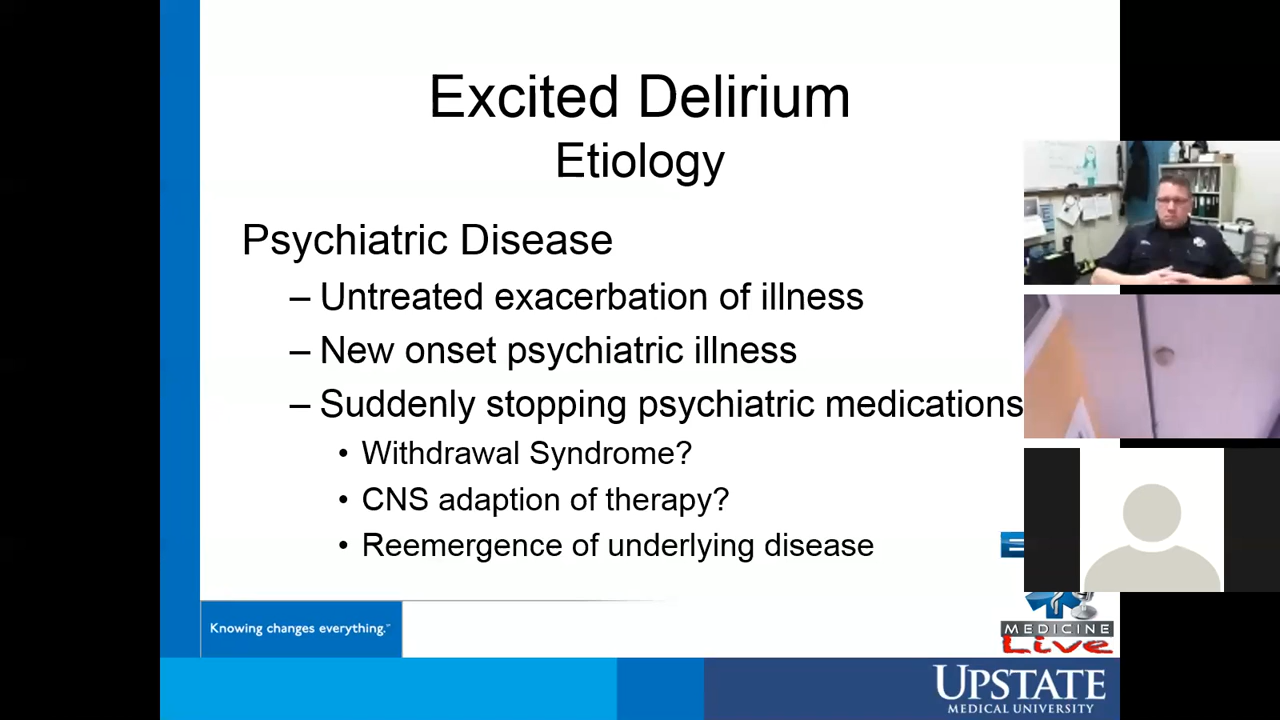 Excited Delirium
Etiology
Psychiatric Disease
– Untreated exacerbation of illness
– New onset psychiatric illness
– Suddenly stopping psychiatric medications
• Withdrawal Syndrome?
• CNS adaption of therapy?
• Reemergence of underlying disease
Knowing changes everything.™
MEDICINE
Live
UPSTATE
MEDICAL UNIVERSITY